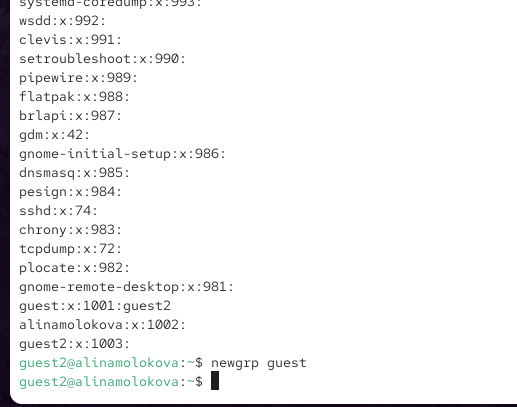 systemd-coredump:x:993:
wsdd:x:992:
clevis:x:991:
setroubleshoot:x:990:
pipewire:x:989:
flatpak:x:988:
brlapi:x:987:
gdm:x:42:
gnome-initial-setup:x:986:
dnsmasq:x:985:
pesign:x:984:
sshd:x:74:
chrony:x:983:
tcpdump:x:72:
plocate:x:982:
gnome-remote-desktop:x:981:
guest:x:1001:guest2
alinamolokova:x:1002:
guest2:x:1003:
guest2@alinamolokova:~$ newgrp guest
guest2@alinamolokova:~$